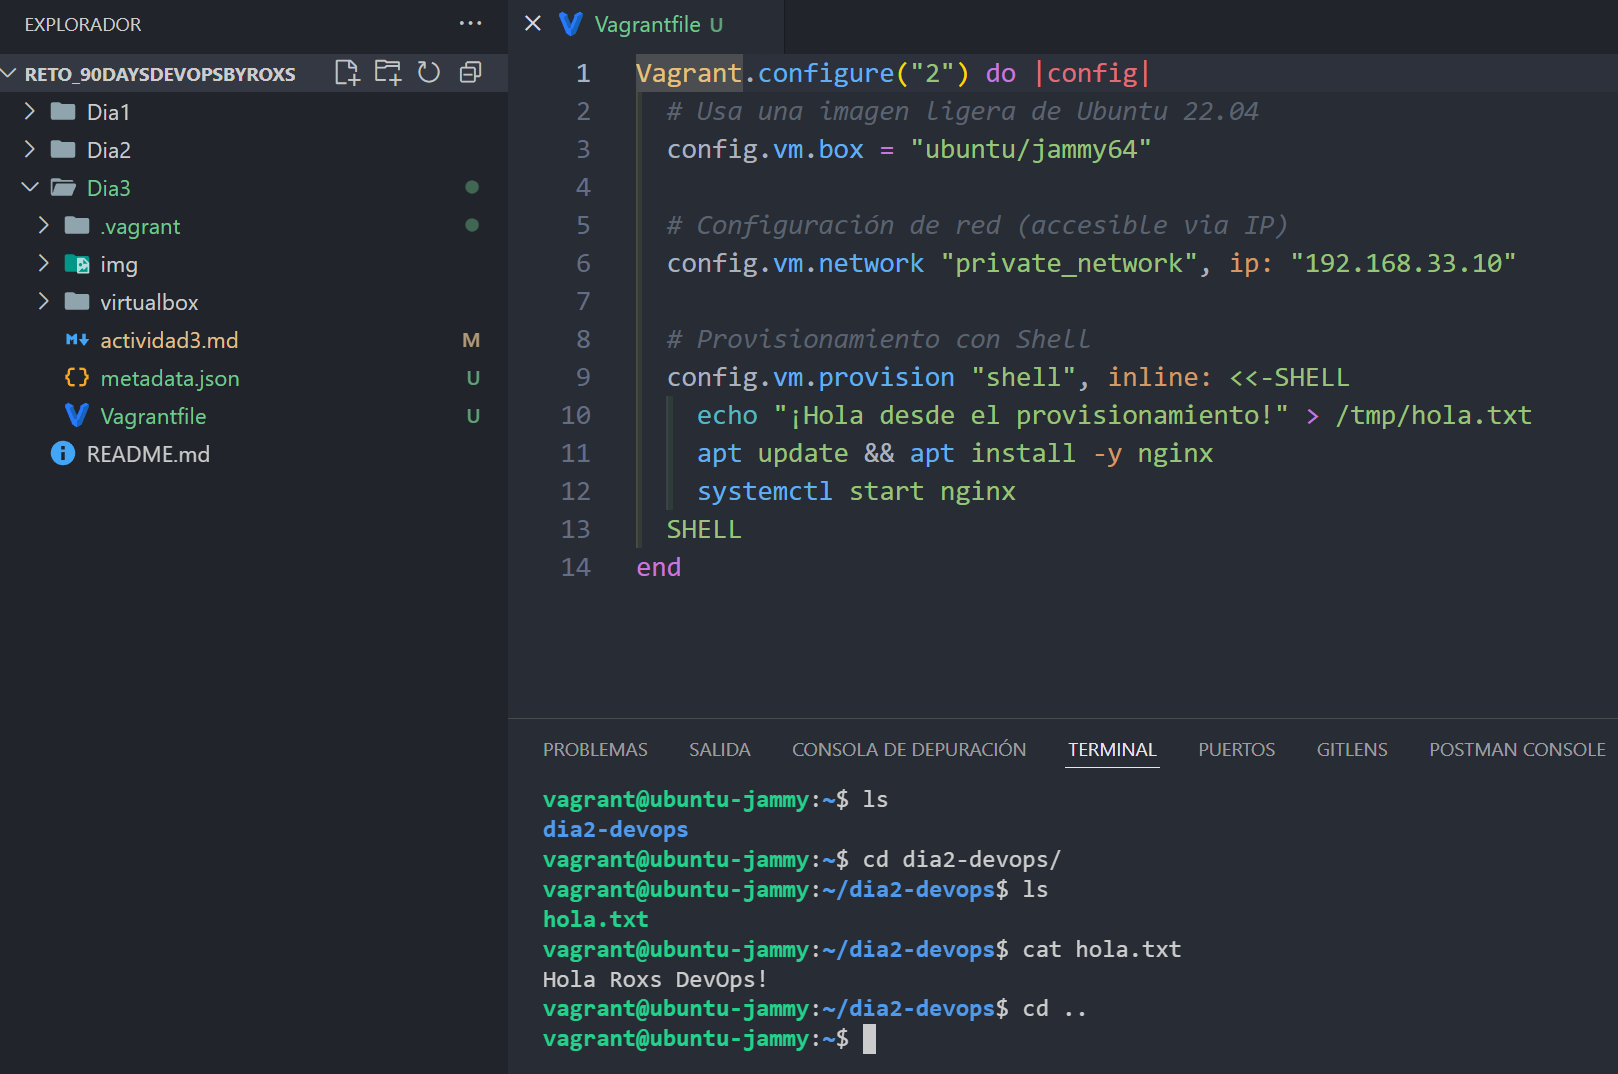 EXPLORADOR
RETO_90DAYSDEVOPSBYROXS
Dia1
Dia2
Dia3
.vagrant
img
virtualbox
actividad3.md M
metadata.json U
Vagrantfile U
README.md
Vagrantfile U
1 Vagrant.configure("2") do |config|
2 # Usa una imagen ligera de Ubuntu 22.04
3 config.vm.box = "ubuntu/jammy64"
4
5 # Configuración de red (accesible via IP)
6 config.vm.network "private_network", ip: "192.168.33.10"
7
8 # Provisionamiento con Shell
9 config.vm.provision "shell", inline: <<-SHELL
10 echo "¡Hola desde el provisionamiento!" > /tmp/hola.txt
11 apt update && apt install -y nginx
12 systemctl start nginx
13 SHELL
14 end
PROBLEMAS SALIDA CONSOLA DE DEPURACIÓN TERMINAL PUERTOS GITLENS POSTMAN CONSOLE
vagrant@ubuntu-jammy:~$ ls
dia2-devops
vagrant@ubuntu-jammy:~$ cd dia2-devops/
vagrant@ubuntu-jammy:~/dia2-devops$ ls
hola.txt
vagrant@ubuntu-jammy:~/dia2-devops$ cat hola.txt
Hola Roxs DevOps!
vagrant@ubuntu-jammy:~/dia2-devops$ cd ..
vagrant@ubuntu-jammy:~$